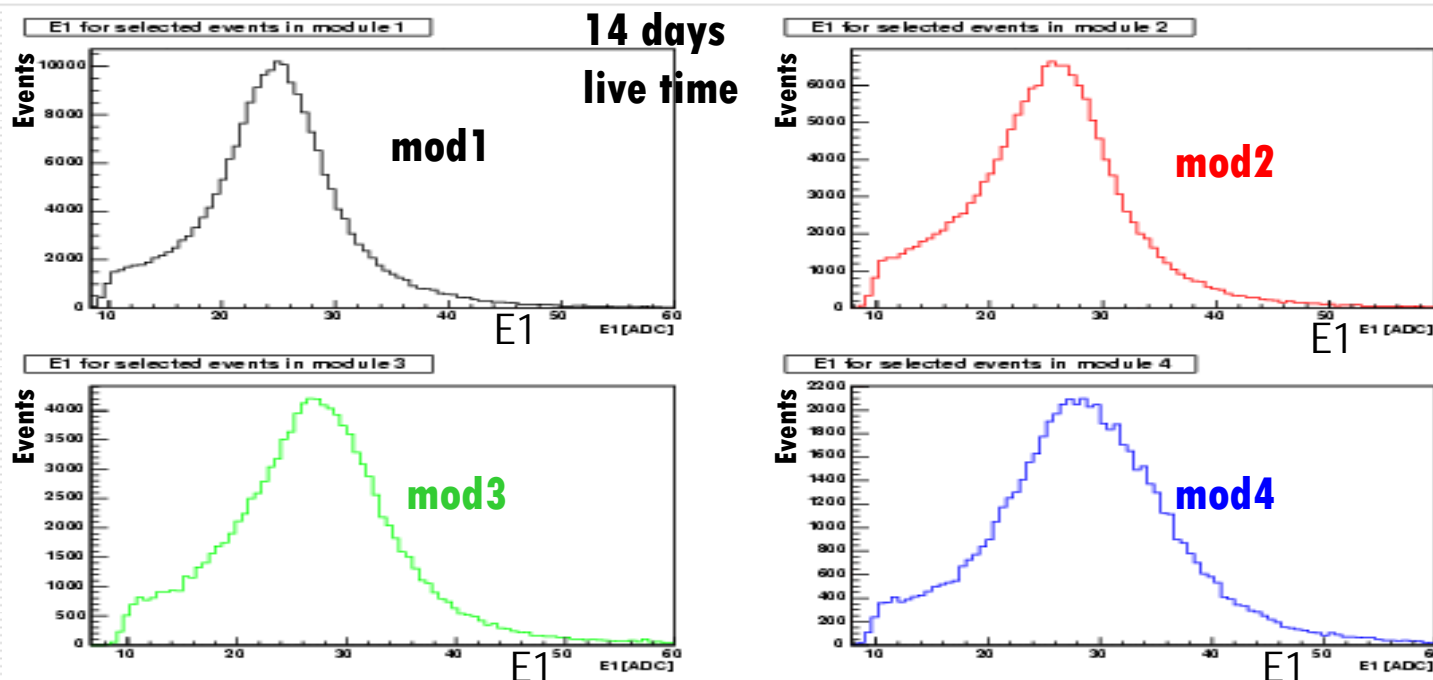 E1 for selected events in module 1
14 days
live time
Events
10000
8000
6000
4000
2000
0
mod1
10 20 30 40 50 60
E1
E1 [ADC]
E1 for selected events in module 2
Events
6000
5000
4000
3000
2000
1000
0
mod2
10 20 30 40 50
E1
E1 [ADC]
E1 for selected events in module 3
Events
4000
3500
3000
2500
2000
1500
1000
500
0
mod3
10 20 30 40 50 60
E1
E1 [ADC]
E1 for selected events in module 4
Events
2200
2000
1800
1600
1400
1200
1000
800
600
400
200
0
mod4
10 20 30 40 50
E1
E1 [ADC]